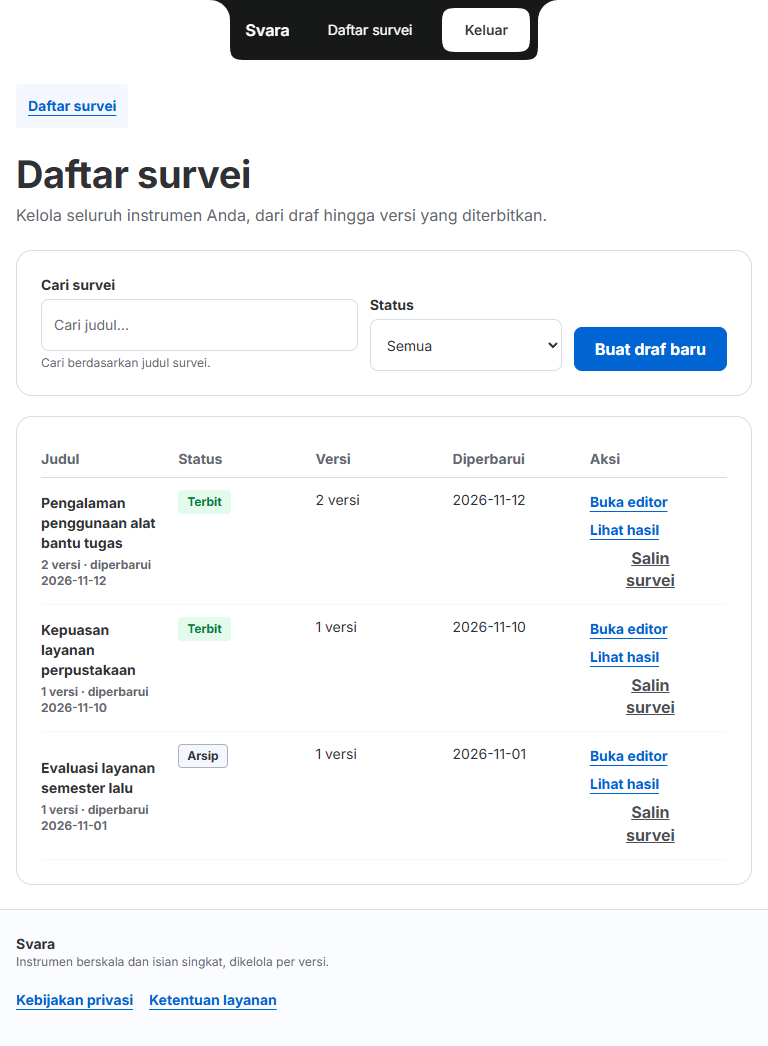 Svara
Daftar survei
Keluar
Daftar survei
Daftar survei
Kelola seluruh instrumen Anda, dari draf hingga versi yang diterbitkan.
Cari survei
Cari judul...
Cari berdasarkan judul survei.
Status
Semua
Buat draf baru
Judul
Status
Versi
Diperbarui
Aksi
Pengalaman
penggunaan alat
bantu tugas
2 versi · diperbarui
2026-11-12
Terbit
2 versi
2026-11-12
Buka editor
Lihat hasil
Salin
survei
Kepuasan
layanan
perpustakaan
1 versi · diperbarui
2026-11-10
Terbit
1 versi
2026-11-10
Buka editor
Lihat hasil
Salin
survei
Evaluasi layanan
semester lalu
1 versi · diperbarui
2026-11-01
Arsip
1 versi
2026-11-01
Buka editor
Lihat hasil
Salin
survei
Svara
Instrumen berskala dan isian singkat, dikelola per versi.
Kebijakan privasi
Ketentuan layanan